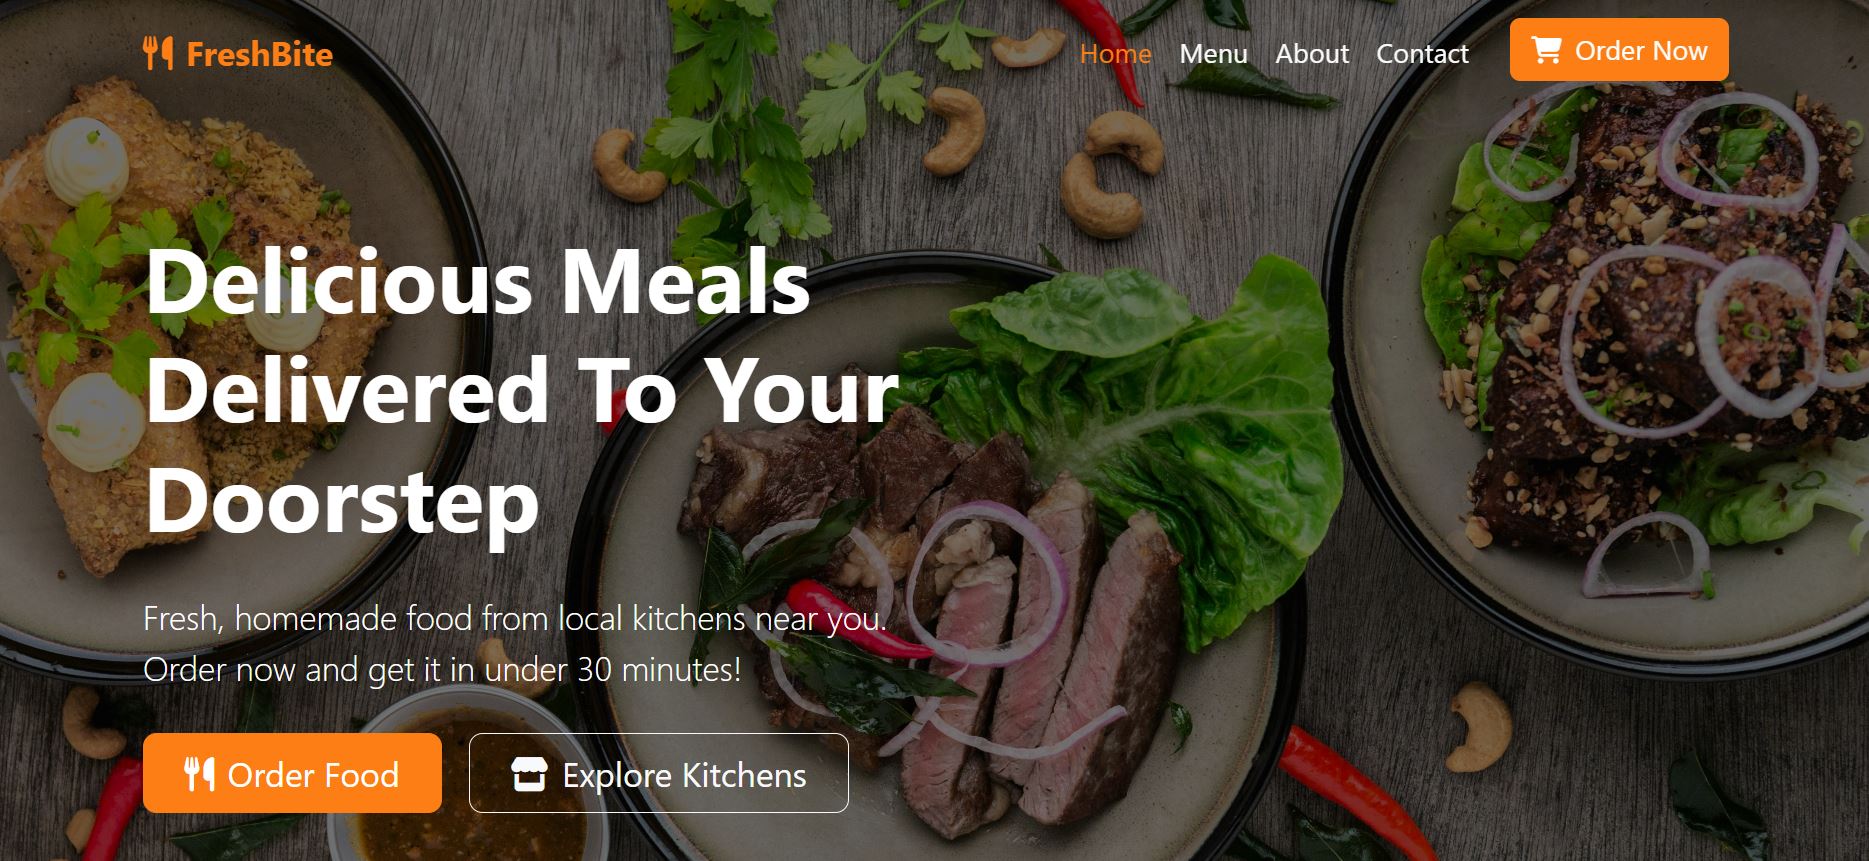 FreshBite
Home Menu About Contact Order Now
Delicious Meals
Delivered To Your
Doorstep
Fresh, homemade food from local kitchens near you.
Order now and get it in under 30 minutes!
Order Food Explore Kitchens